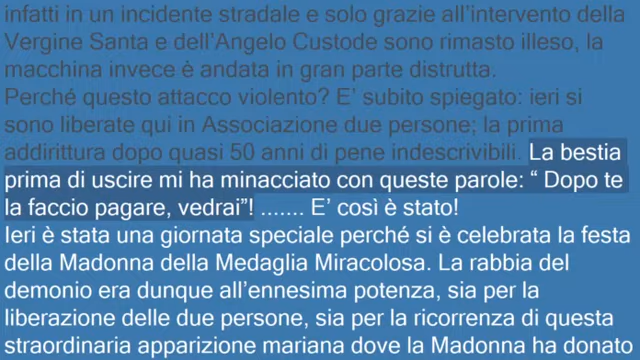 infatti in un incidente stradale e solo grazie all’intervento della
Vergine Santa e dell’Angelo Custode sono rimasto illeso, la
macchina invece è andata in gran parte distrutta.
Perché questo attacco violento? E’ subito spiegato: ieri si
sono liberate qui in Associazione due persone; la prima
addirittura dopo quasi 50 anni di pene indescrivibili. La bestia
prima di uscire mi ha minacciato con queste parole: “ Dopo te
la faccio pagare, vedrai”! ....... E’ così è stato!
Ieri è stata una giornata speciale perché si è celebrata la festa
della Madonna della Medaglia Miracolosa. La rabbia del
demonio era dunque all’ennesima potenza, sia per la
liberazione delle due persone, sia per la ricorrenza di questa
straordinaria apparizione mariana dove la Madonna ha donato